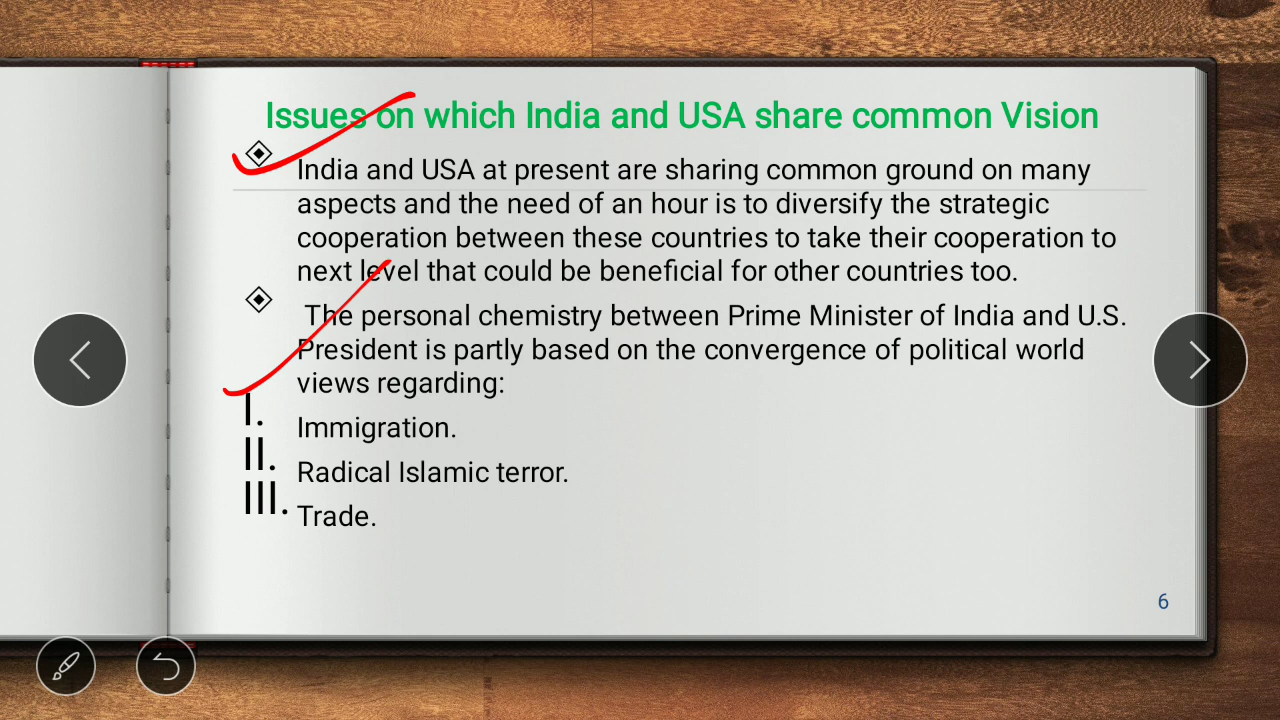 Issues on which India and USA share common Vision
India and USA at present are sharing common ground on many
aspects and the need of an hour is to diversify the strategic
cooperation between these countries to take their cooperation to
next level that could be beneficial for other countries too.
The personal chemistry between Prime Minister of India and U.S.
President is partly based on the convergence of political world
views regarding:
I. Immigration.
II. Radical Islamic terror.
III. Trade.
6